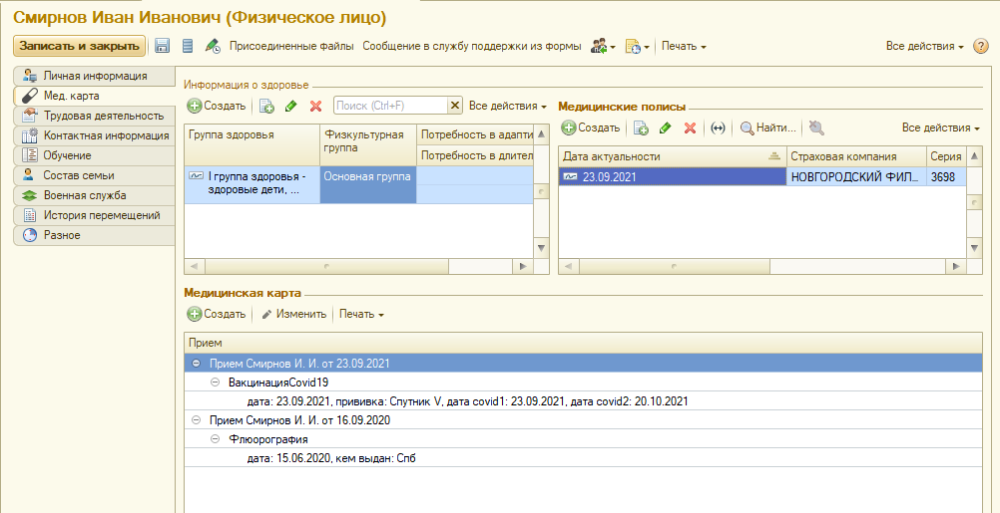 Смирнов Иван Иванович (Физическое лицо)
Записать и закрыть Присоединенные файлы Сообщение в службу поддержки из формы Печать Все действия ?
Личная информация
Мед. карта
Трудовая деятельность
Контактная информация
Обучение
Состав семьи
Военная служба
История перемещений
Разное
Информация о здоровье
Создать Поиск (Ctrl+F) Все действия
Группа здоровья Физкультурная группа Потребность в адапти
Потребность в длител
I группа здоровья - Основная группа
здоровые дети, ...
Медицинские полисы
Создать Найти... Все действия
Дата актуальности Страховая компания Серия
23.09.2021 НОВГОРОДСКИЙ ФИЛ... 3698
Медицинская карта
Создать Изменить Печать
Прием
Прием Смирнов И. И. от 23.09.2021
ВакцинацияCovid19
дата: 23.09.2021, прививка: Спутник V, дата covid1: 23.09.2021, дата covid2: 20.10.2021
Прием Смирнов И. И. от 16.09.2020
Флюорография
дата: 15.06.2020, кем выдан: Спб